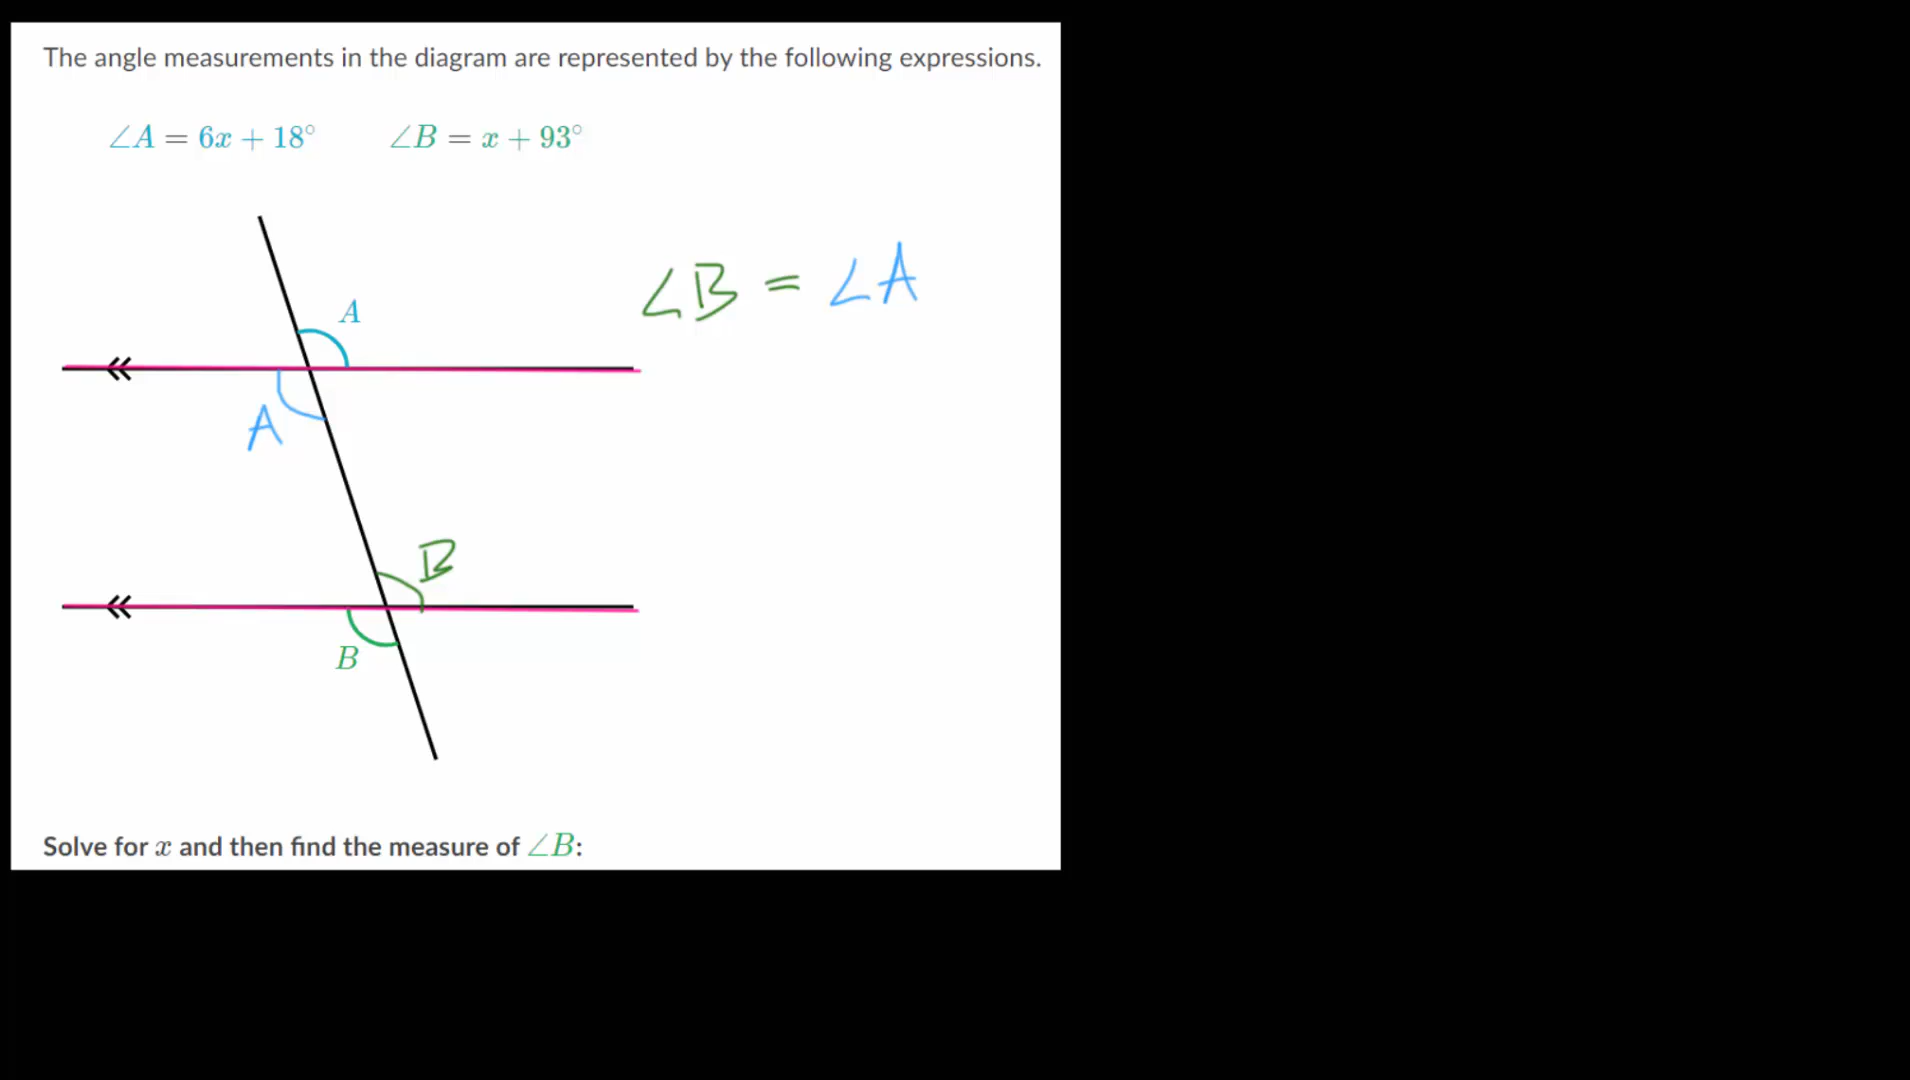 The angle measurements in the diagram are represented by the following expressions.
∠A = 6x + 18° ∠B = x + 93°
A
∠B = ∠A
A
B
B
Solve for x and then find the measure of ∠B: